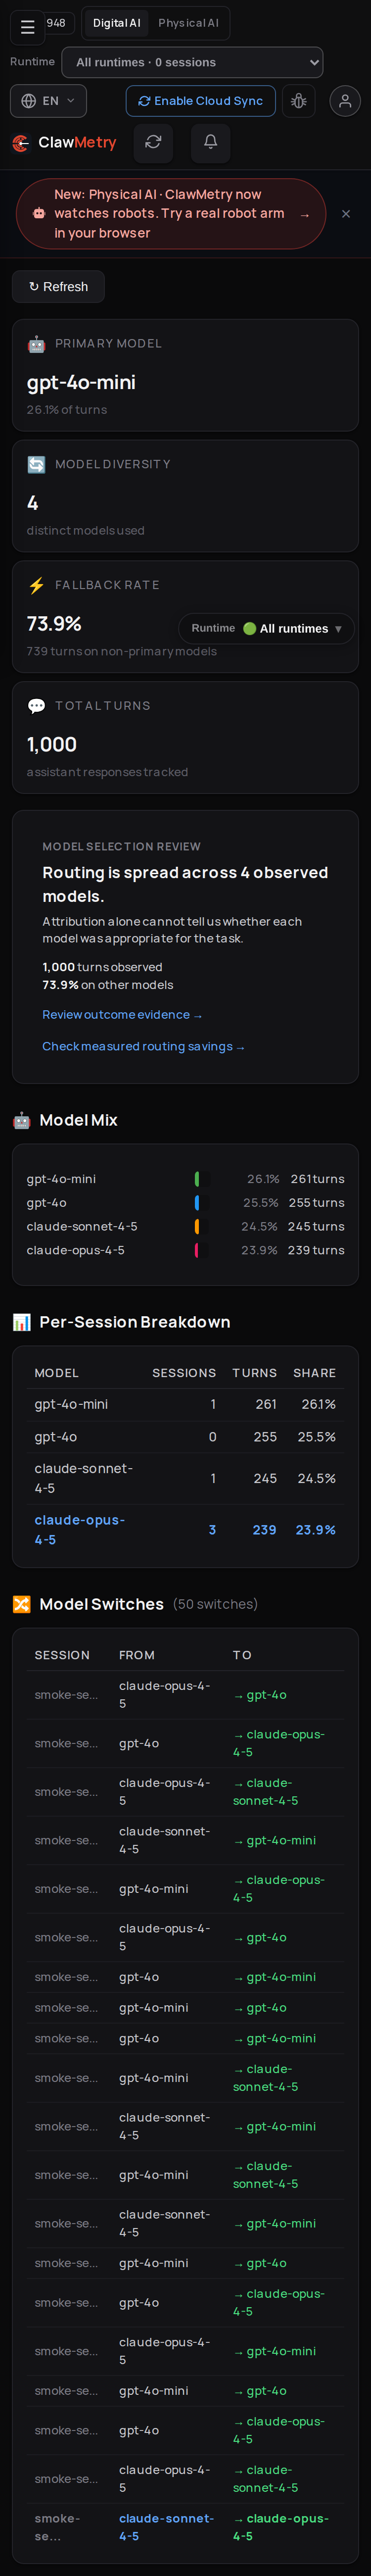 ☰ 948 Digital AI Physical AI
Runtime All runtimes · 0 sessions
EN Enable Cloud Sync
ClawMetry
New: Physical AI · ClawMetry now
watches robots. Try a real robot arm →
in your browser
↻ Refresh
PRIMARY MODEL
gpt-4o-mini
26.1% of turns
MODEL DIVERSITY
4
distinct models used
FALLBACK RATE
73.9%
Runtime All runtimes ▾
739 turns on non-primary models
TOTAL TURNS
1,000
assistant responses tracked
MODEL SELECTION REVIEW
Routing is spread across 4 observed
models.
Attribution alone cannot tell us whether each
model was appropriate for the task.
1,000 turns observed
73.9% on other models
Review outcome evidence →
Check measured routing savings →
Model Mix
gpt-4o-mini 26.1% 261 turns
gpt-4o 25.5% 255 turns
claude-sonnet-4-5 24.5% 245 turns
claude-opus-4-5 23.9% 239 turns
Per-Session Breakdown
MODEL SESSIONS TURNS SHARE
gpt-4o-mini 1 261 26.1%
gpt-4o 0 255 25.5%
claude-sonnet-
4-5 1 245 24.5%
claude-opus-
4-5 3 239 23.9%
Model Switches (50 switches)
SESSION FROM TO
smoke-se... claude-opus-4-
5 → gpt-4o
smoke-se... gpt-4o → claude-opus-
4-5
smoke-se... claude-opus-4-
5 → claude-
sonnet-4-5
smoke-se... claude-sonnet-
4-5 → gpt-4o-mini
smoke-se... gpt-4o-mini → claude-opus-
4-5
smoke-se... claude-opus-4-
5 → gpt-4o
smoke-se... gpt-4o → gpt-4o-mini
smoke-se... gpt-4o-mini → gpt-4o
smoke-se... gpt-4o → gpt-4o-mini
smoke-se... gpt-4o-mini → claude-
sonnet-4-5
smoke-se... claude-sonnet-
4-5 → gpt-4o-mini
smoke-se... gpt-4o-mini → claude-
sonnet-4-5
smoke-se... claude-sonnet-
4-5 → gpt-4o-mini
smoke-se... gpt-4o-mini → gpt-4o
smoke-se... gpt-4o → claude-opus-
4-5
smoke-se... claude-opus-4-
5 → gpt-4o-mini
smoke-se... gpt-4o-mini → gpt-4o
smoke-se... gpt-4o → claude-opus-
4-5
smoke-se... claude-opus-4-
5 → claude-
sonnet-4-5
smoke-
se... claude-sonnet-
4-5 → claude-opus-
4-5